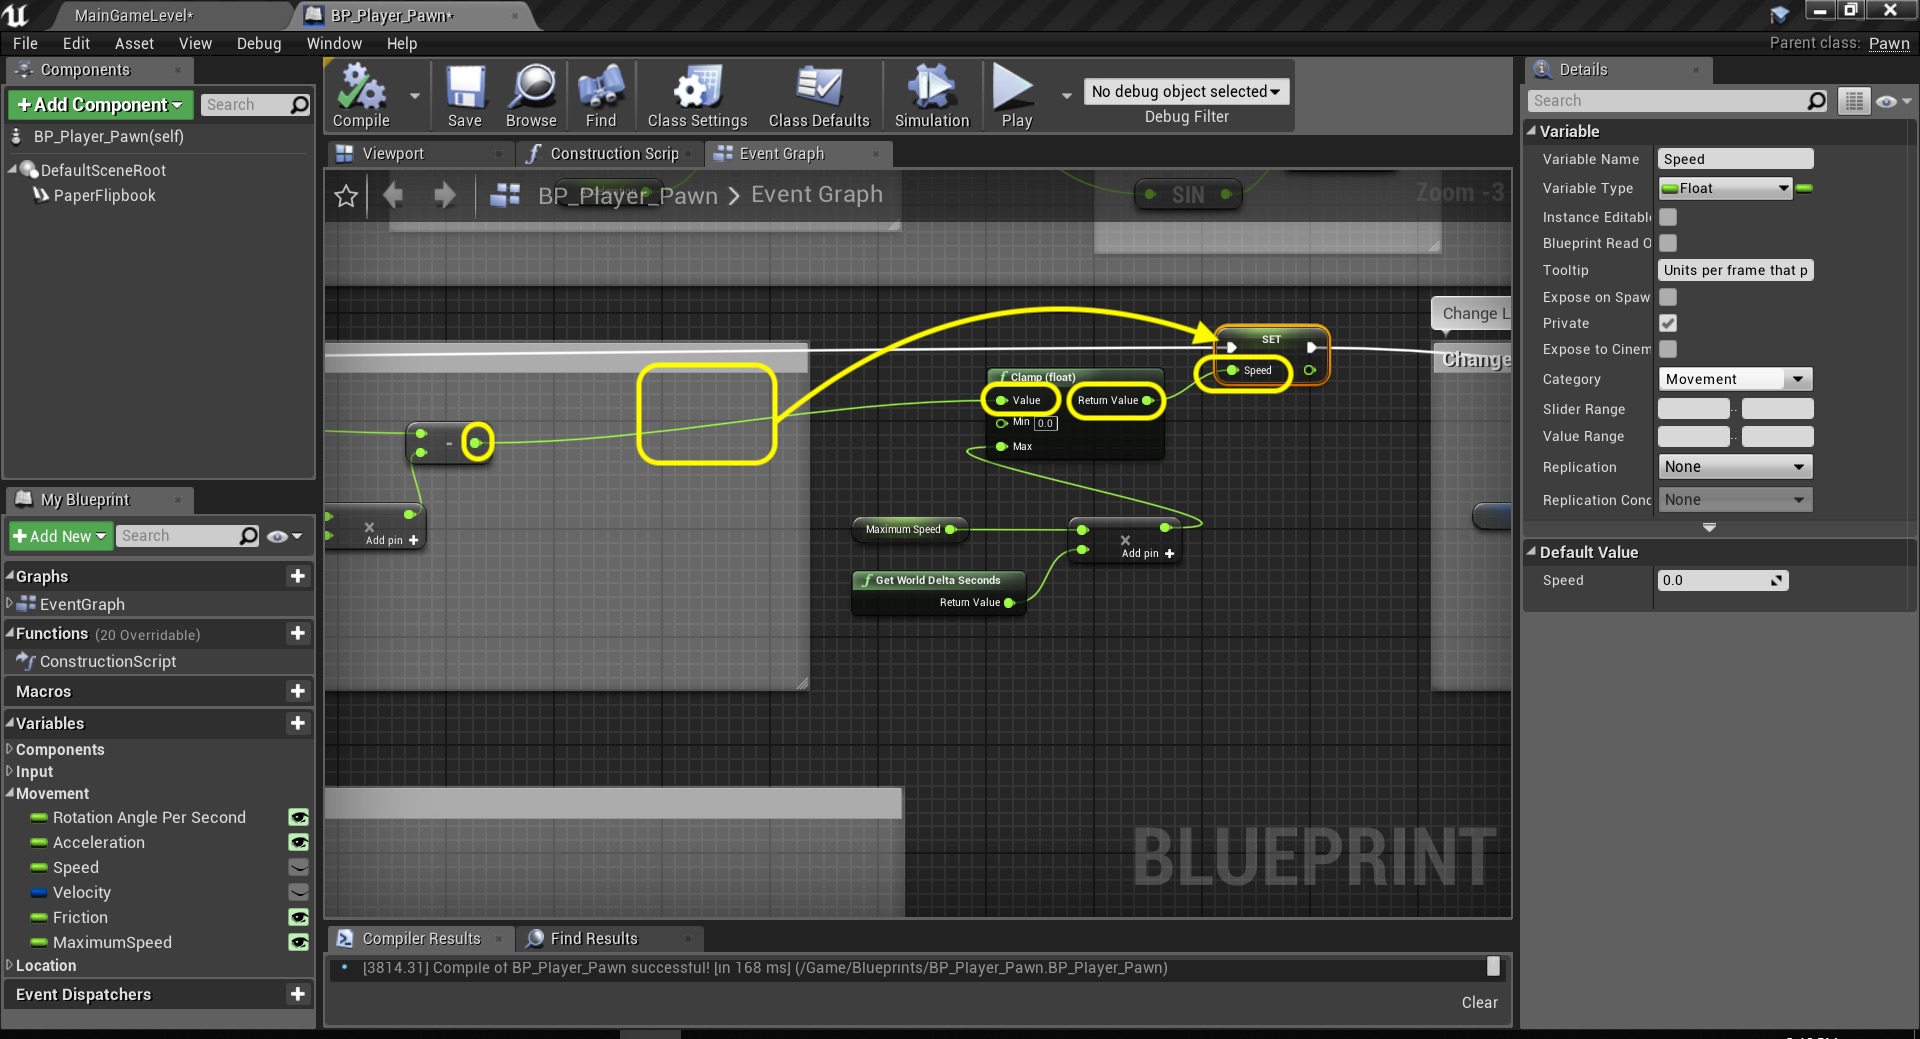 MainGameLevel*
BP_Player_Pawn*
File Edit Asset View Debug Window Help
Parent class: Pawn
Components
+Add Component
Search
BP_Player_Pawn(self)
DefaultSceneRoot
PaperFlipbook
My Blueprint
+Add New
Search
Graphs
EventGraph
Functions (20 Overridable)
ConstructionScript
Macros
Variables
Components
Input
Movement
Rotation Angle Per Second
Acceleration
Speed
Velocity
Friction
MaximumSpeed
Location
Event Dispatchers
Compile
Save
Browse
Find
Class Settings
Class Defaults
Simulation
Play
No debug object selected
Debug Filter
Viewport
Construction Scrip
Event Graph
BP_Player_Pawn > Event Graph
SIN
Zoom -3
SET
Speed
Change L
Change
f Clamp (float)
Value
Return Value
Min 0.0
Max
-
×
Add pin +
Maximum Speed
×
Add pin +
f Get World Delta Seconds
Return Value
BLUEPRINT
Compiler Results
Find Results
[3814.31] Compile of BP_Player_Pawn successful! [in 168 ms] (/Game/Blueprints/BP_Player_Pawn.BP_Player_Pawn)
Clear
Details
Search
Variable
Variable Name Speed
Variable Type Float
Instance Editabl
Blueprint Read O
Tooltip Units per frame that p
Expose on Spaw
Private
Expose to Cinem
Category Movement
Slider Range
Value Range
Replication None
Replication Conc None
Default Value
Speed 0.0